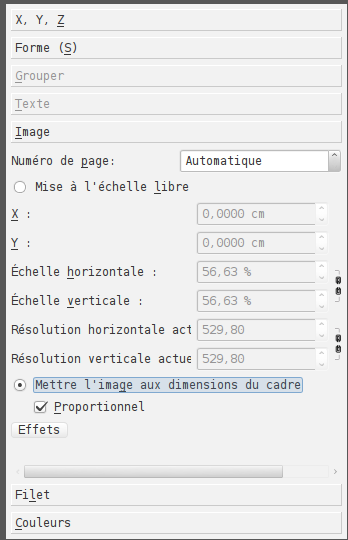 X, Y, Z
Forme (S)
Grouper
Texte
Image
Numéro de page: Automatique
Mise à l'échelle libre
X : 0,0000 cm
Y : 0,0000 cm
Échelle horizontale : 56,63 %
Échelle verticale : 56,63 %
Résolution horizontale act 529,80
Résolution verticale actue 529,80
Mettre l'image aux dimensions du cadre
Proportionnel
Effets
Filet
Couleurs